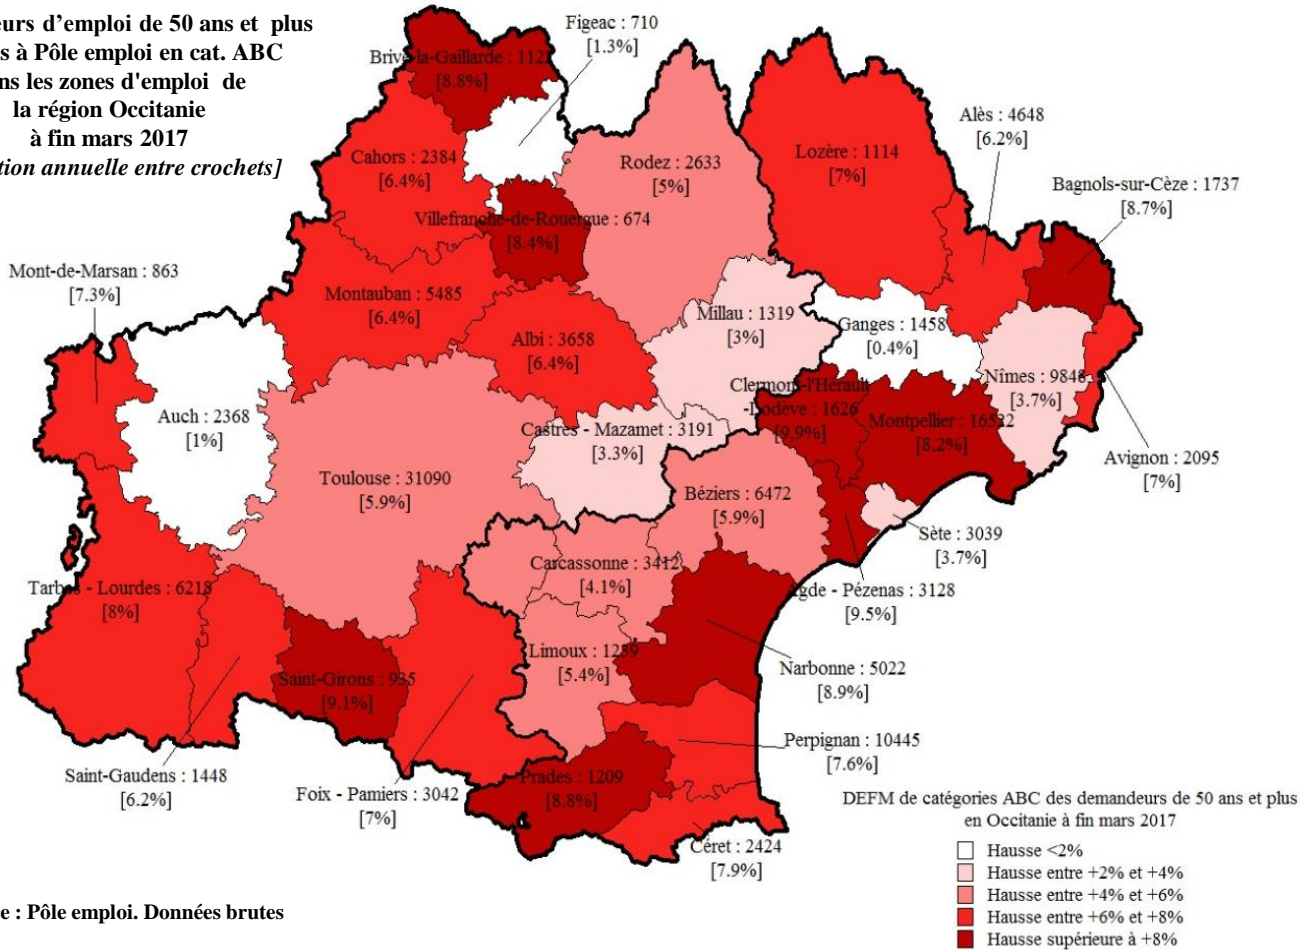 eurs d’emploi de 50 ans et plus
s à Pôle emploi en cat. ABC
ns les zones d'emploi de
la région Occitanie
à fin mars 2017
tion annuelle entre crochets]
Figeac : 710
[1.3%]
Brive-la-Gaillarde :
[8.8%]
Cahors : 2384
[6.4%]
Rodez : 2633
[5%]
Lozère : 1114
[7%]
Alès : 4648
[6.2%]
Bagnols-sur-Cèze : 1737
[8.7%]
Villefranche-de-Rouergue : 674
[8.4%]
Mont-de-Marsan : 863
[7.3%]
Montauban : 5485
[6.4%]
Albi : 3658
[6.4%]
Millau : 1319
[3%]
Ganges : 1458
[0.4%]
Nîmes : 9848
[3.7%]
Auch : 2368
[1%]
Clermont-l'Hérault
-Lodève : 1626
[9.9%]
Montpellier : 16522
[8.2%]
Castres - Mazamet : 3191
[3.3%]
Avignon : 2095
[7%]
Toulouse : 31090
[5.9%]
Béziers : 6472
[5.9%]
Sète : 3039
[3.7%]
Carcassonne : 3412
[4.1%]
Tarbes - Lourdes : 6218
[8%]
Agde - Pézenas : 3128
[9.5%]
Limoux :
[5.4%]
Narbonne : 5022
[8.9%]
Saint-Girons : 935
[9.1%]
Perpignan : 10445
[7.6%]
Saint-Gaudens : 1448
[6.2%]
Foix - Pamiers : 3042
[7%]
Prades : 1209
[8.8%]
Céret : 2424
[7.9%]
DEFM de catégories ABC des demandeurs de 50 ans et plus
en Occitanie à fin mars 2017
Hausse <2%
Hausse entre +2% et +4%
Hausse entre +4% et +6%
Hausse entre +6% et +8%
Hausse supérieure à +8%
e : Pôle emploi. Données brutes